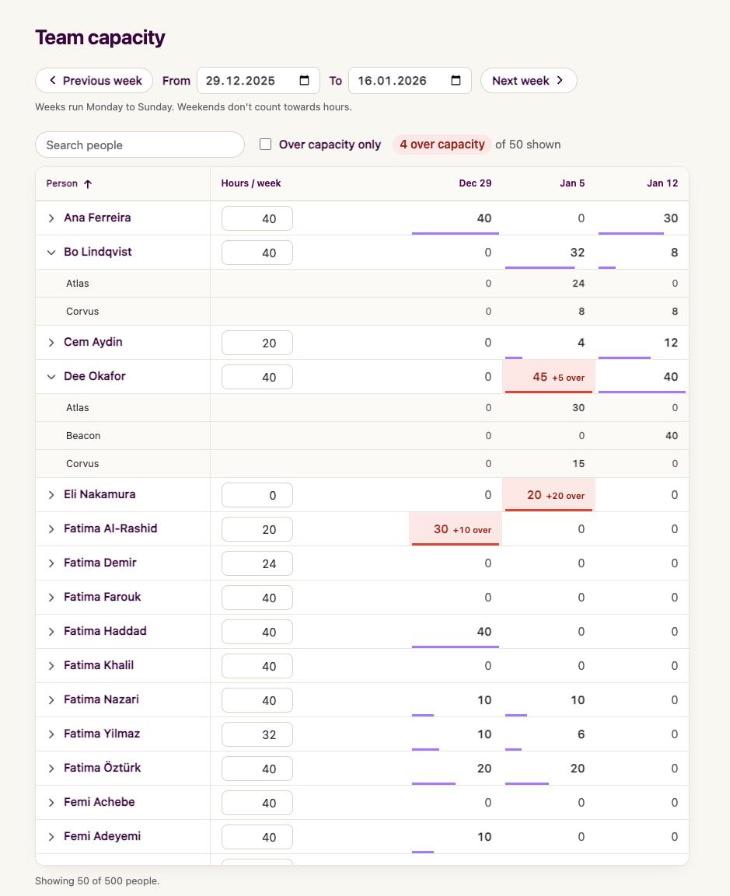 Team capacity
Previous week From 29.12.2025 To 16.01.2026 Next week
Weeks run Monday to Sunday. Weekends don't count towards hours.
Search people Over capacity only 4 over capacity of 50 shown
Person Hours / week Dec 29 Jan 5 Jan 12
Ana Ferreira 40 40 0 30
Bo Lindqvist 40 0 32 8
Atlas 0 24 0
Corvus 0 8 8
Cem Aydin 20 0 4 12
Dee Okafor 40 0 45 +5 over 40
Atlas 0 30 0
Beacon 0 0 40
Corvus 0 15 0
Eli Nakamura 0 0 20 +20 over 0
Fatima Al-Rashid 20 30 +10 over 0 0
Fatima Demir 24 0 0 0
Fatima Farouk 40 0 0 0
Fatima Haddad 40 40 0 0
Fatima Khalil 40 0 0 0
Fatima Nazari 40 10 10 0
Fatima Yilmaz 32 10 6 0
Fatima Öztürk 40 20 20 0
Femi Achebe 40 0 0 0
Femi Adeyemi 40 10 0 0
Showing 50 of 500 people.